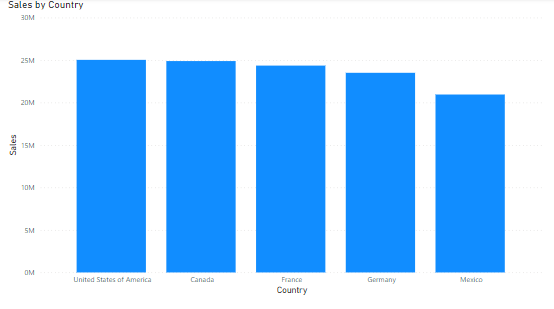 Sales by Country
30M
25M
20M
15M
10M
5M
0M
Sales
United States of America Canada France Germany Mexico
Country